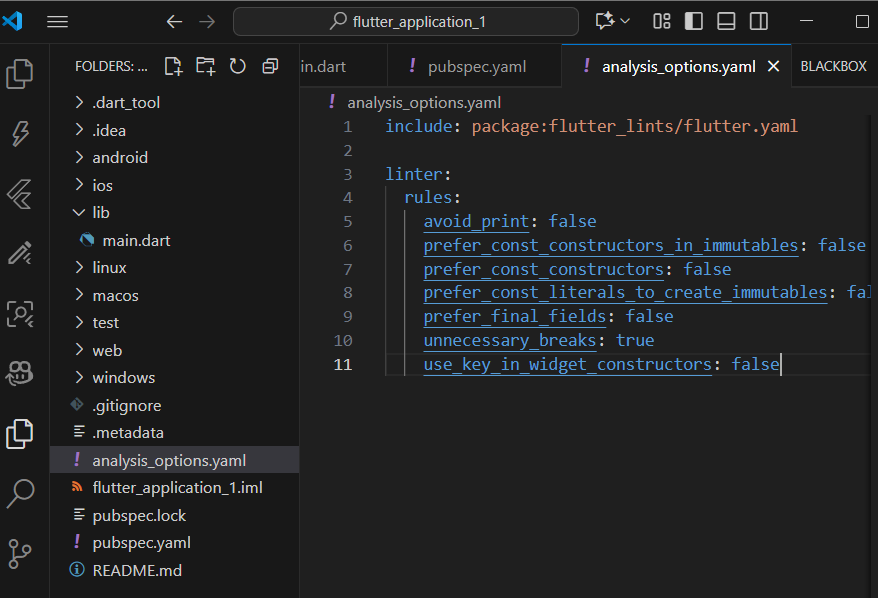 flutter_application_1
FOLDERS: ...
.dart_tool
.idea
android
ios
lib
main.dart
linux
macos
test
web
windows
.gitignore
.metadata
analysis_options.yaml
flutter_application_1.iml
pubspec.lock
pubspec.yaml
README.md
in.dart
! pubspec.yaml
! analysis_options.yaml
BLACKBOX
! analysis_options.yaml
1 include: package:flutter_lints/flutter.yaml
2
3 linter:
4 rules:
5 avoid_print: false
6 prefer_const_constructors_in_immutables: false
7 prefer_const_constructors: false
8 prefer_const_literals_to_create_immutables: fal
9 prefer_final_fields: false
10 unnecessary_breaks: true
11 use_key_in_widget_constructors: false